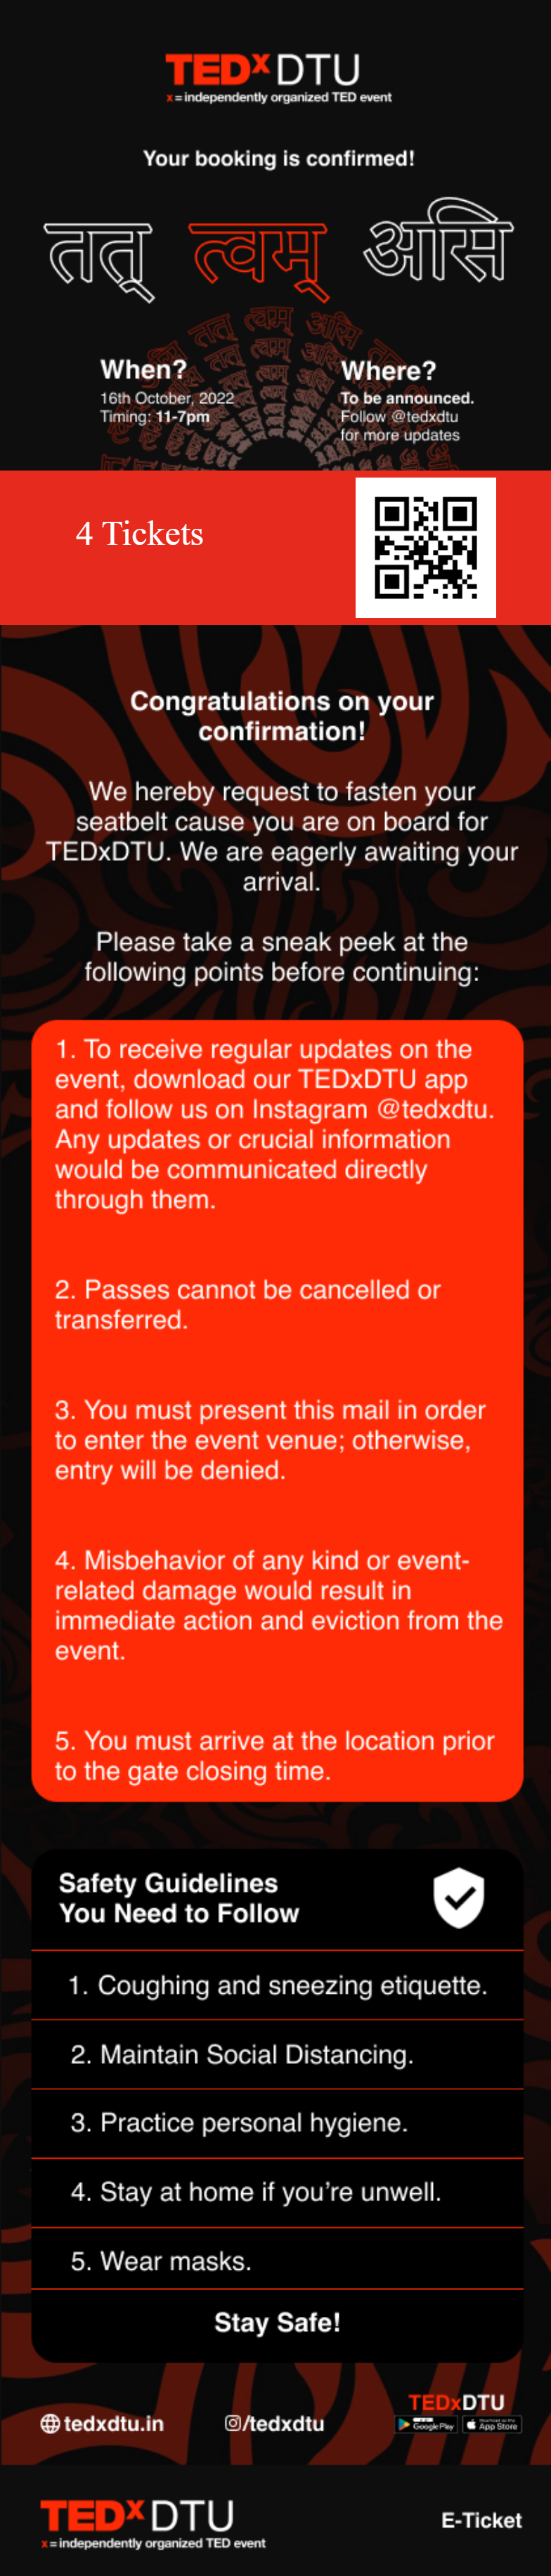 TEDxDTU
x = independently organized TED event
Your booking is confirmed!
तत् त्वम् असि
When?
16th October, 2022
Timing: 11-7pm
Where?
To be announced.
Follow @tedxdtu
for more updates
4 Tickets
Congratulations on your
confirmation!
We hereby request to fasten your
seatbelt cause you are on board for
TEDxDTU. We are eagerly awaiting your
arrival.
Please take a sneak peek at the
following points before continuing:
1. To receive regular updates on the
event, download our TEDxDTU app
and follow us on Instagram @tedxdtu.
Any updates or crucial information
would be communicated directly
through them.
2. Passes cannot be cancelled or
transferred.
3. You must present this mail in order
to enter the event venue; otherwise,
entry will be denied.
4. Misbehavior of any kind or event-
related damage would result in
immediate action and eviction from the
event.
5. You must arrive at the location prior
to the gate closing time.
Safety Guidelines
You Need to Follow
1. Coughing and sneezing etiquette.
2. Maintain Social Distancing.
3. Practice personal hygiene.
4. Stay at home if you're unwell.
5. Wear masks.
Stay Safe!
tedxdtu.in
/tedxdtu
TEDxDTU
Google Play
App Store
TEDxDTU
x = independently organized TED event
E-Ticket